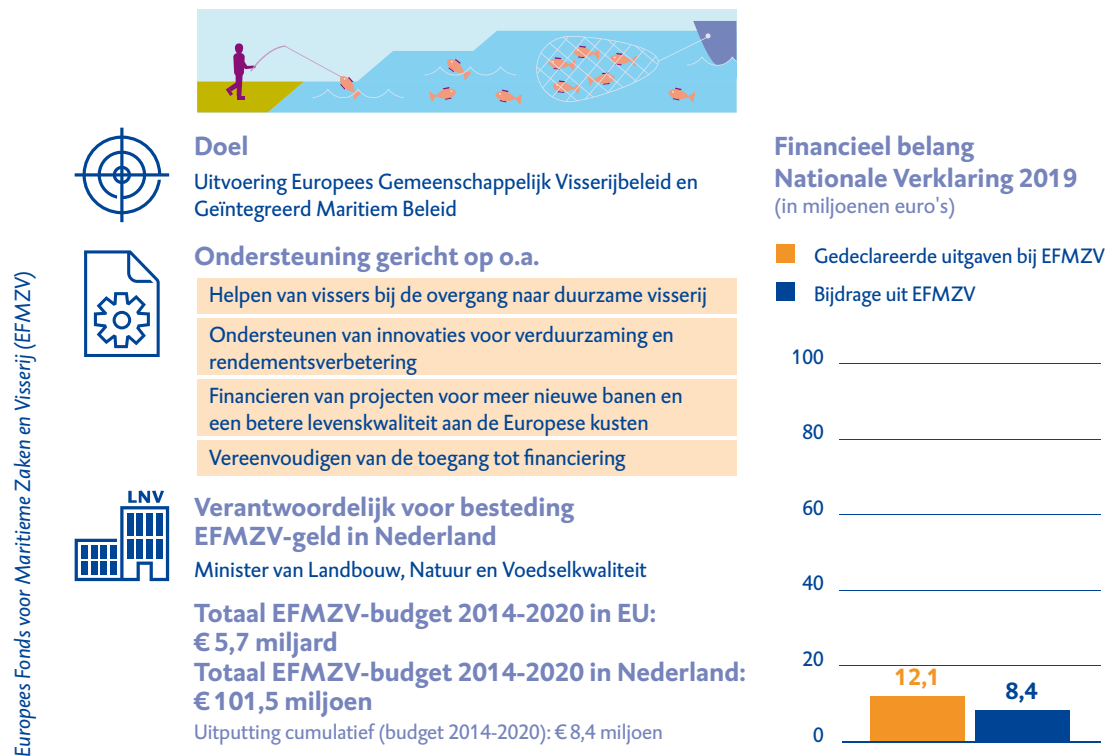 Europees Fonds voor Maritieme Zaken en Visserij (EFMZV)
Doel
Uitvoering Europees Gemeenschappelijk Visserijbeleid en
Geïntegreerd Maritiem Beleid
Ondersteuning gericht op o.a.
Helpen van vissers bij de overgang naar duurzame visserij
Ondersteunen van innovaties voor verduurzaming en
rendementsverbetering
Financieren van projecten voor meer nieuwe banen en
een betere levenskwaliteit aan de Europese kusten
Vereenvoudigen van de toegang tot financiering
LNV
Verantwoordelijk voor besteding
EFMZV-geld in Nederland
Minister van Landbouw, Natuur en Voedselkwaliteit
Totaal EFMZV-budget 2014-2020 in EU:
€ 5,7 miljard
Totaal EFMZV-budget 2014-2020 in Nederland:
€ 101,5 miljoen
Uitputting cumulatief (budget 2014-2020): € 8,4 miljoen
Financieel belang
Nationale Verklaring 2019
(in miljoenen euro's)
Gedeclareerde uitgaven bij EFMZV
Bijdrage uit EFMZV
100
80
60
40
20
0
12,1
8,4